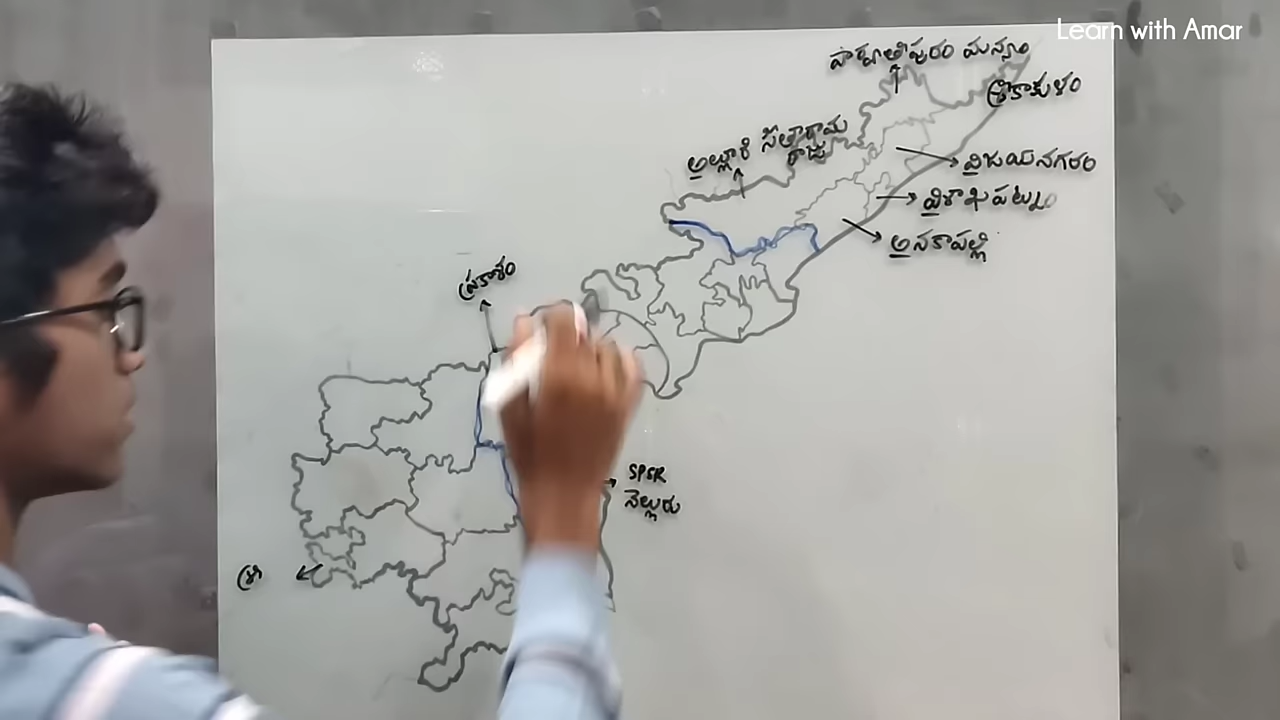 Learn with Amar
పార్వతీపురం మన్యం
శ్రీకాకుళం
అల్లూరి సీతారామ
రాజు
విజయనగరం
విశాఖపట్నం
అనకాపల్లి
ప్రకాశం
SPSR
నెల్లూరు
శ్రీ